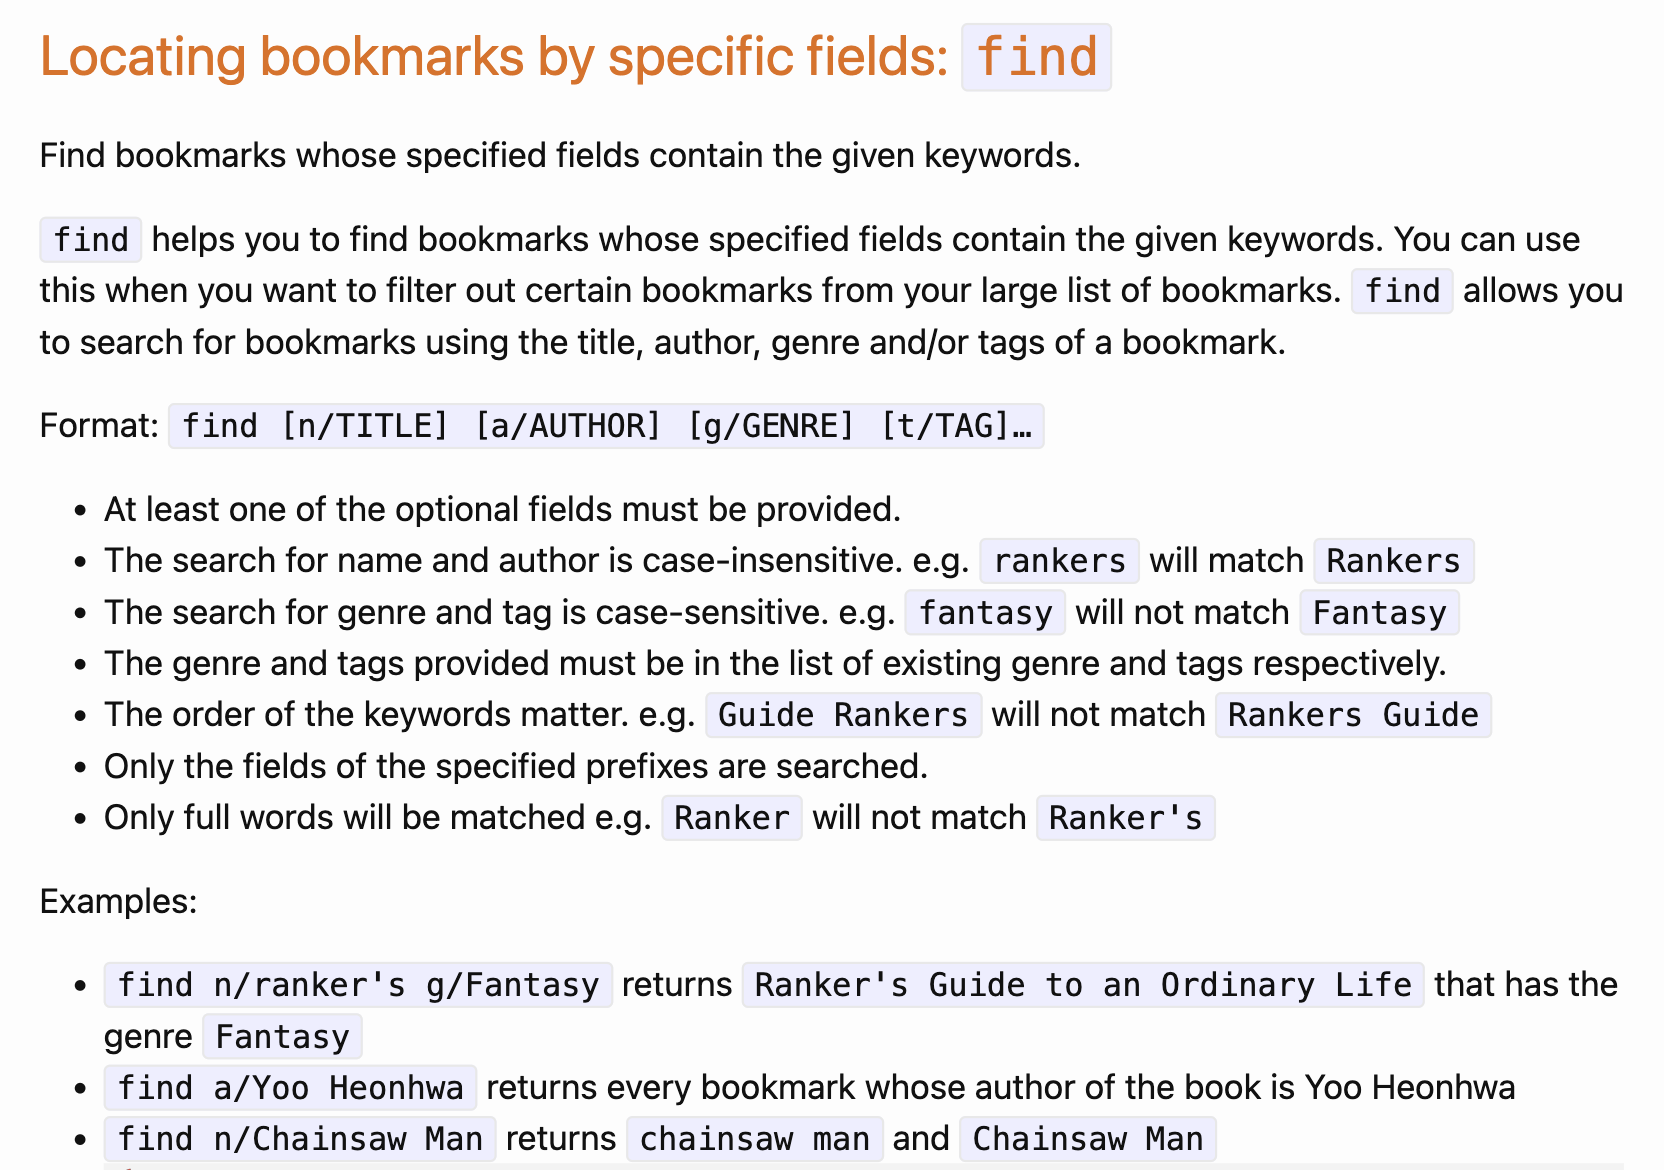 Locating bookmarks by specific fields: find
Find bookmarks whose specified fields contain the given keywords.
find helps you to find bookmarks whose specified fields contain the given keywords. You can use
this when you want to filter out certain bookmarks from your large list of bookmarks. find allows you
to search for bookmarks using the title, author, genre and/or tags of a bookmark.
Format: find [n/TITLE] [a/AUTHOR] [g/GENRE] [t/TAG]…
• At least one of the optional fields must be provided.
• The search for name and author is case-insensitive. e.g. rankers will match Rankers
• The search for genre and tag is case-sensitive. e.g. fantasy will not match Fantasy
• The genre and tags provided must be in the list of existing genre and tags respectively.
• The order of the keywords matter. e.g. Guide Rankers will not match Rankers Guide
• Only the fields of the specified prefixes are searched.
• Only full words will be matched e.g. Ranker will not match Ranker's
Examples:
• find n/ranker's g/Fantasy returns Ranker's Guide to an Ordinary Life that has the
genre Fantasy
• find a/Yoo Heonhwa returns every bookmark whose author of the book is Yoo Heonhwa
• find n/Chainsaw Man returns chainsaw man and Chainsaw Man